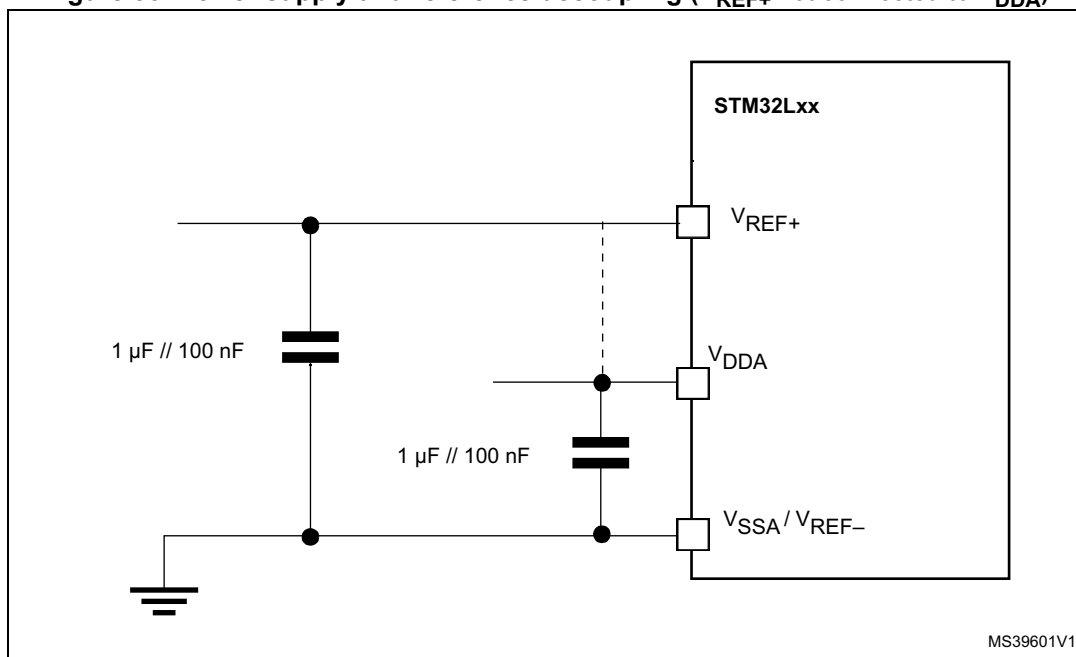 STM32Lxx
VREF+
1 µF // 100 nF
VDDA
1 µF // 100 nF
VSSA / VREF–
MS39601V1